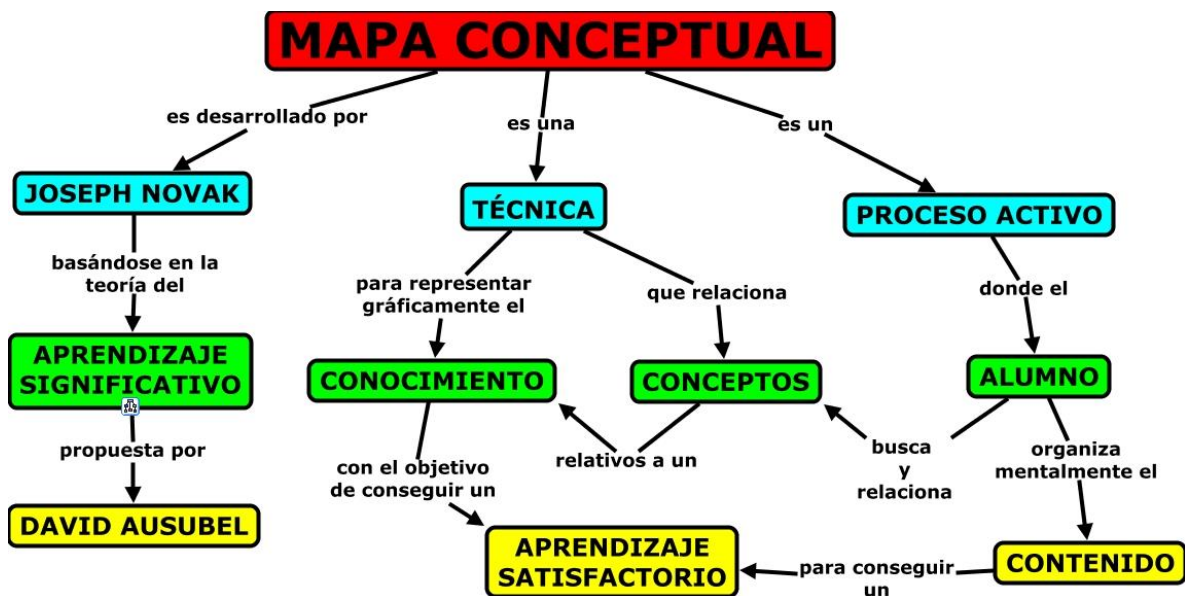 MAPA CONCEPTUAL
es desarrollado por
es una
es un
JOSEPH NOVAK
TÉCNICA
PROCESO ACTIVO
basándose en la
teoría del
para representar
gráficamente el
que relaciona
donde el
APRENDIZAJE
SIGNIFICATIVO
CONOCIMIENTO
CONCEPTOS
ALUMNO
propuesta por
con el objetivo
de conseguir un
relativos a un
busca
y
relaciona
organiza
mentalmente el
DAVID AUSUBEL
APRENDIZAJE
SATISFACTORIO
para conseguir
un
CONTENIDO